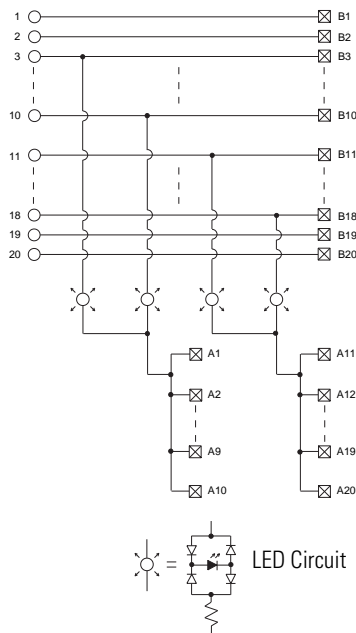 1 B1
2 B2
3 B3
10 B10
11 B11
18 B18
19 B19
20 B20
A1 A11
A2 A12
A9 A19
A10 A20
= LED Circuit